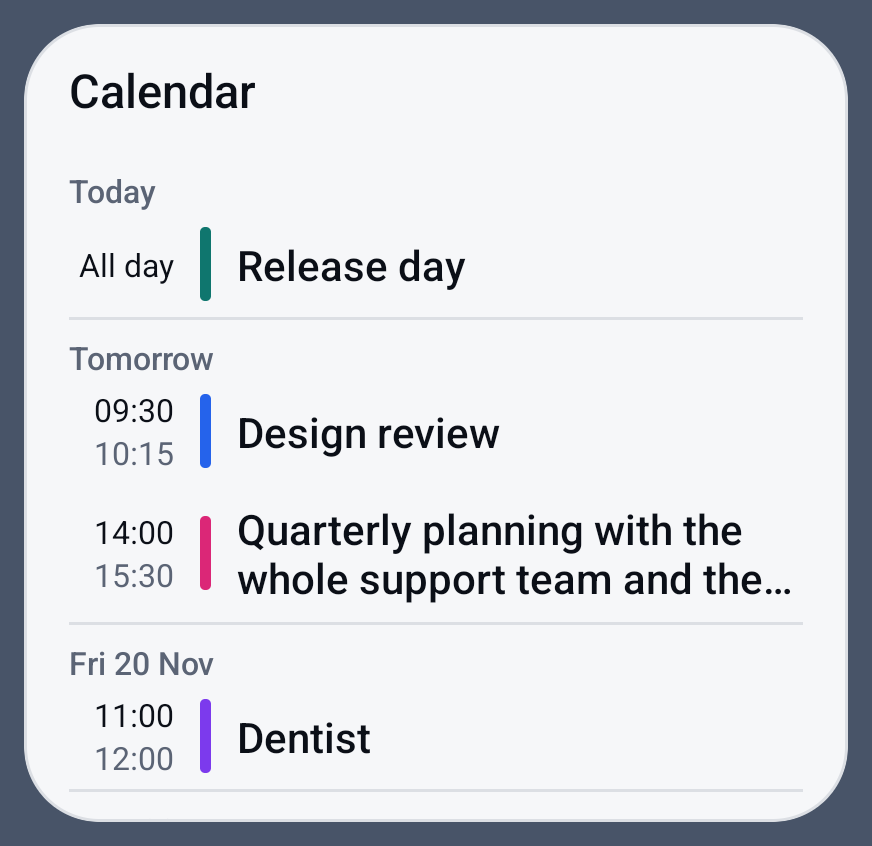 Calendar
Today
All day Release day
Tomorrow
09:30
10:15
Design review
14:00
15:30
Quarterly planning with the
whole support team and the…
Fri 20 Nov
11:00
12:00
Dentist